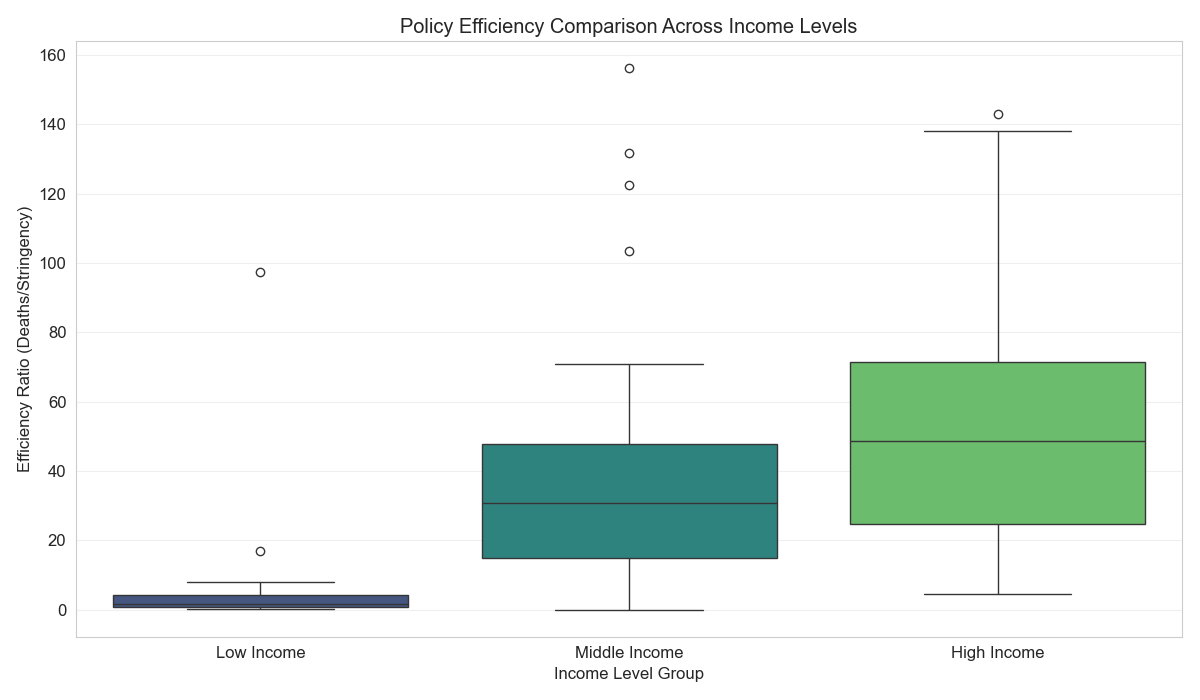 Policy Efficiency Comparison Across Income Levels
160
140
120
100
80
60
40
20
0
Efficiency Ratio (Deaths/Stringency)
Low Income
Middle Income
High Income
Income Level Group